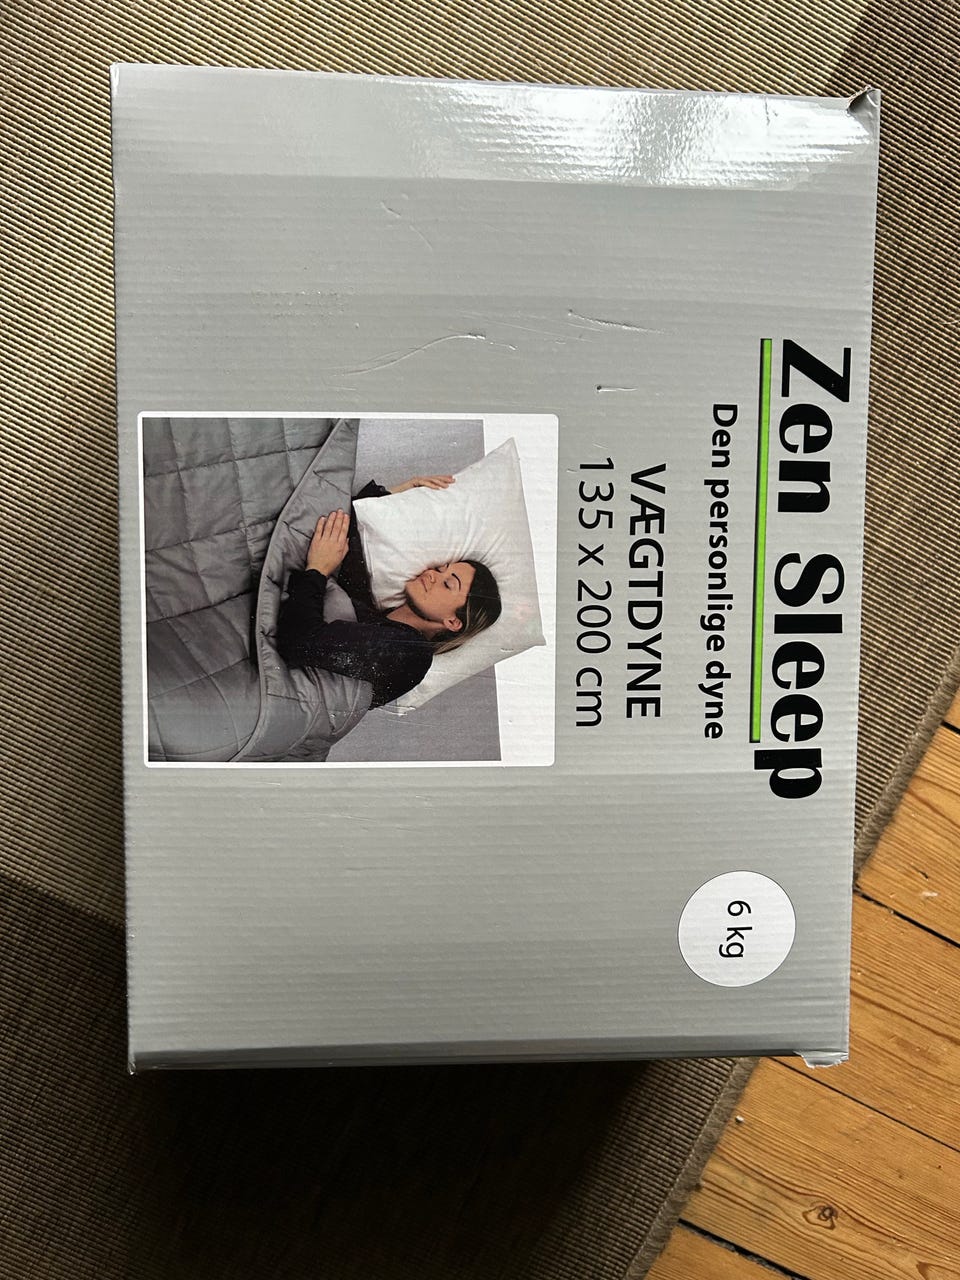 Zen Sleep
Den personlige dyne
VÆGTDYNE
135 x 200 cm
6 kg